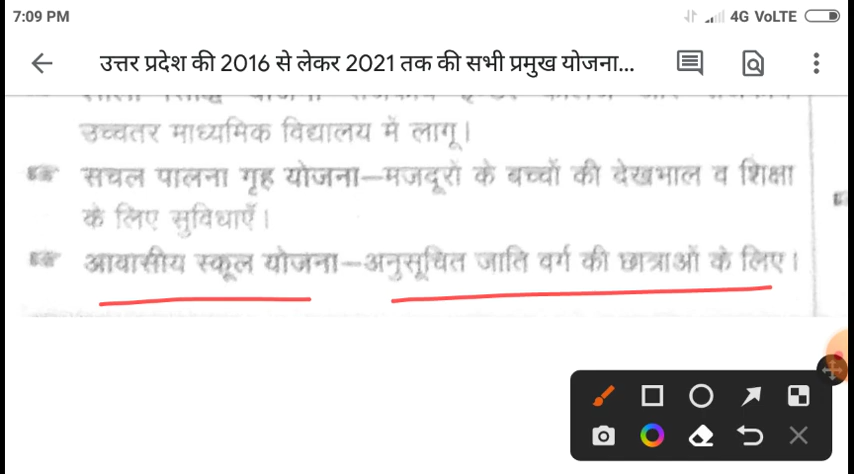 7:09 PM
4G VoLTE
उत्तर प्रदेश की 2016 से लेकर 2021 तक की सभी प्रमुख योजना...
उच्चतर माध्यमिक विद्यालय में लागू।
सचल पालना गृह योजना–मजदूरों के बच्चों की देखभाल व शिक्षा
के लिए सुविधाएँ।
आवासीय स्कूल योजना–अनुसूचित जाति वर्ग की छात्राओं के लिए।